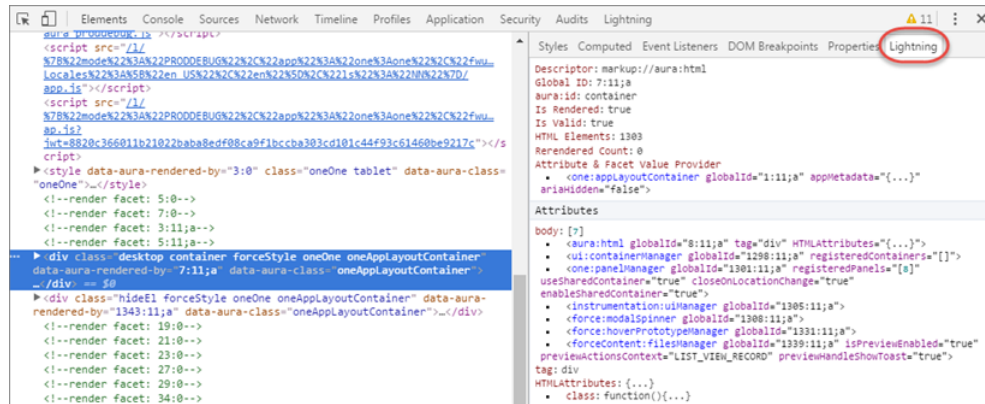 Elements Console Sources Network Timeline Profiles Application Security Audits Lightning 11
aura_proddebug.js"></script>
<script src="/l/
%7B%22mode%22%3A%22PRODDEBUG%22%2C%22app%22%3A%22one%3Aone%22%2C%22fwu…
Locales%22%3A%5B%22en_US%22%2C%22en%22%5D%2C%22ls%22%3A%22NN%22%7D/
app.js"></script>
<script src="/l/
%7B%22mode%22%3A%22PRODDEBUG%22%2C%22app%22%3A%22one%3Aone%22%2C%22fwu…
ap.js?
jwt=8820c366011b21022baba8edf08ca9f1bccba303cd101c44f93c61460be9217c"></s
cript>
<style data-aura-rendered-by="3:0" class="oneOne tablet" data-aura-class=
"oneOne">…</style>
<!--render facet: 5:0-->
<!--render facet: 7:0-->
<!--render facet: 3:11;a-->
<!--render facet: 5:11;a-->
<div class="desktop container forceStyle oneOne oneAppLayoutContainer"
data-aura-rendered-by="7:11;a" data-aura-class="oneAppLayoutContainer">
…</div> == $0
<div class="hideEl forceStyle oneOne oneAppLayoutContainer" data-aura-
rendered-by="1343:11;a" data-aura-class="oneAppLayoutContainer">…</div>
<!--render facet: 19:0-->
<!--render facet: 21:0-->
<!--render facet: 23:0-->
<!--render facet: 27:0-->
<!--render facet: 29:0-->
<!--render facet: 34:0-->
Styles Computed Event Listeners DOM Breakpoints Properties Lightning
Descriptor: markup://aura:html
Global ID: 7:11;a
aura:id: container
Is Rendered: true
Is Valid: true
HTML Elements: 1303
Rerendered Count: 0
Attribute & Facet Value Provider
<one:appLayoutContainer globalId="1:11;a" appMetadata="{...}"
ariaHidden="false">
Attributes
body: [7]
<aura:html globalId="8:11;a" tag="div" HTMLAttributes="{...}">
<ui:containerManager globalId="1298:11;a" registeredContainers="[]">
<one:panelManager globalId="1301:11;a" registeredPanels="[8]"
useSharedContainer="true" closeOnLocationChange="true"
enableSharedContainer="true">
<instrumentation:uiManager globalId="1305:11;a">
<force:modalSpinner globalId="1308:11;a">
<force:hoverPrototypeManager globalId="1331:11;a">
<forceContent:filesManager globalId="1339:11;a" isPreviewEnabled="true"
previewActionsContext="LIST_VIEW_RECORD" previewHandleShowToast="true">
tag: div
HTMLAttributes: {...}
class: function(){...}